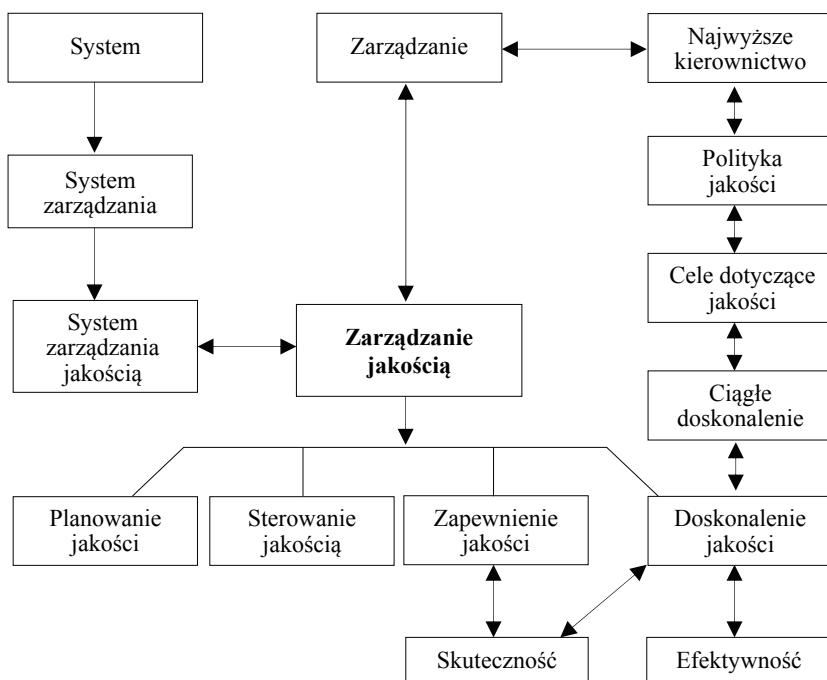 System
Zarządzanie
Najwyższe
kierownictwo
System
zarządzania
Polityka
jakości
Cele dotyczące
jakości
System
zarządzania
jakością
Zarządzanie
jakością
Ciągłe
doskonalenie
Planowanie
jakości
Sterowanie
jakością
Zapewnienie
jakości
Doskonalenie
jakości
Skuteczność
Efektywność